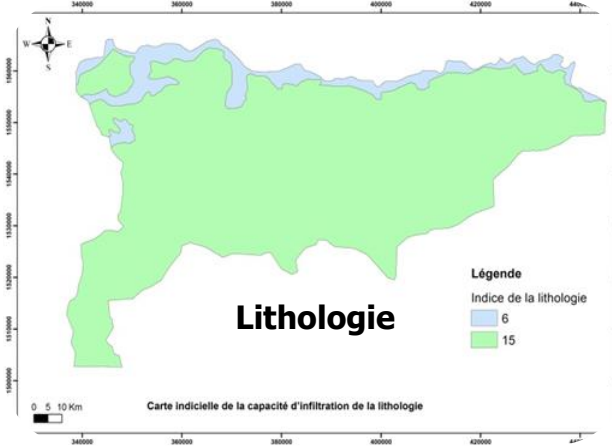 340000 360000 380000 400000 420000
N
W E
S
1560000
1550000
1540000
1530000
1520000
1510000
1500000
Légende
Indice de la lithologie
6
15
Lithologie
0 5 10 Km
Carte indicielle de la capacité d'infiltration de la lithologie
340000 360000 380000 400000 420000